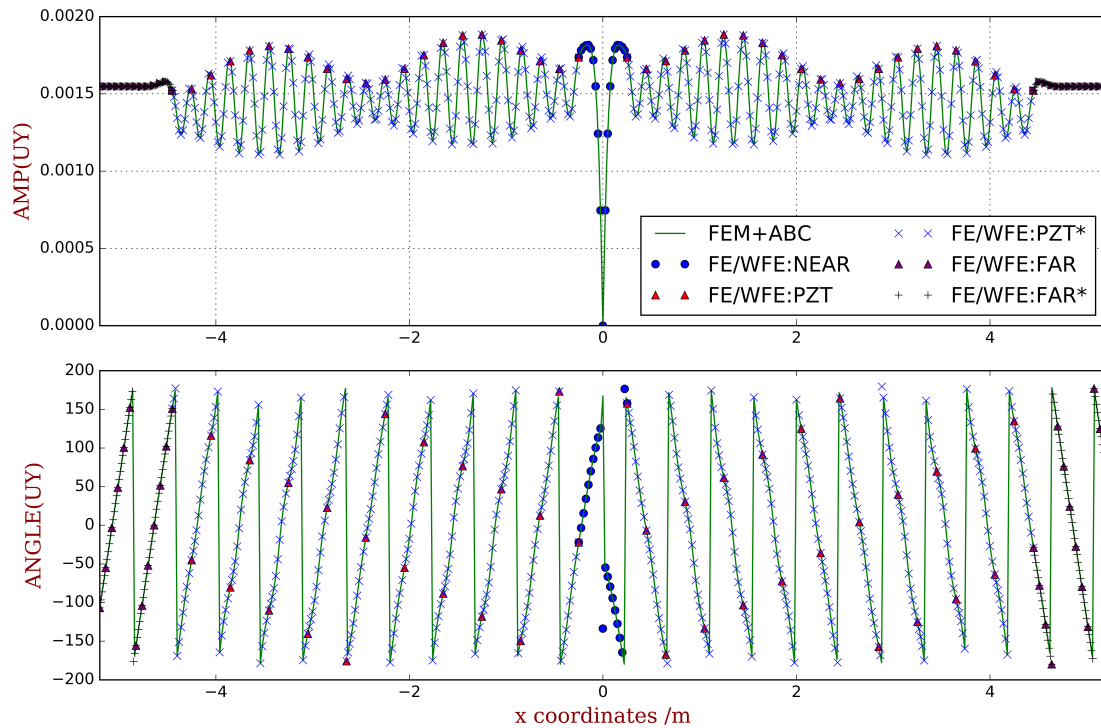 0.0020
0.0015
0.0010
0.0005
0.0000
AMP(UY)
−4 −2 0 2 4
FEM+ABC
FE/WFE:NEAR
FE/WFE:PZT
FE/WFE:PZT*
FE/WFE:FAR
FE/WFE:FAR*
200
150
100
50
0
−50
−100
−150
−200
ANGLE(UY)
−4 −2 0 2 4
x coordinates /m